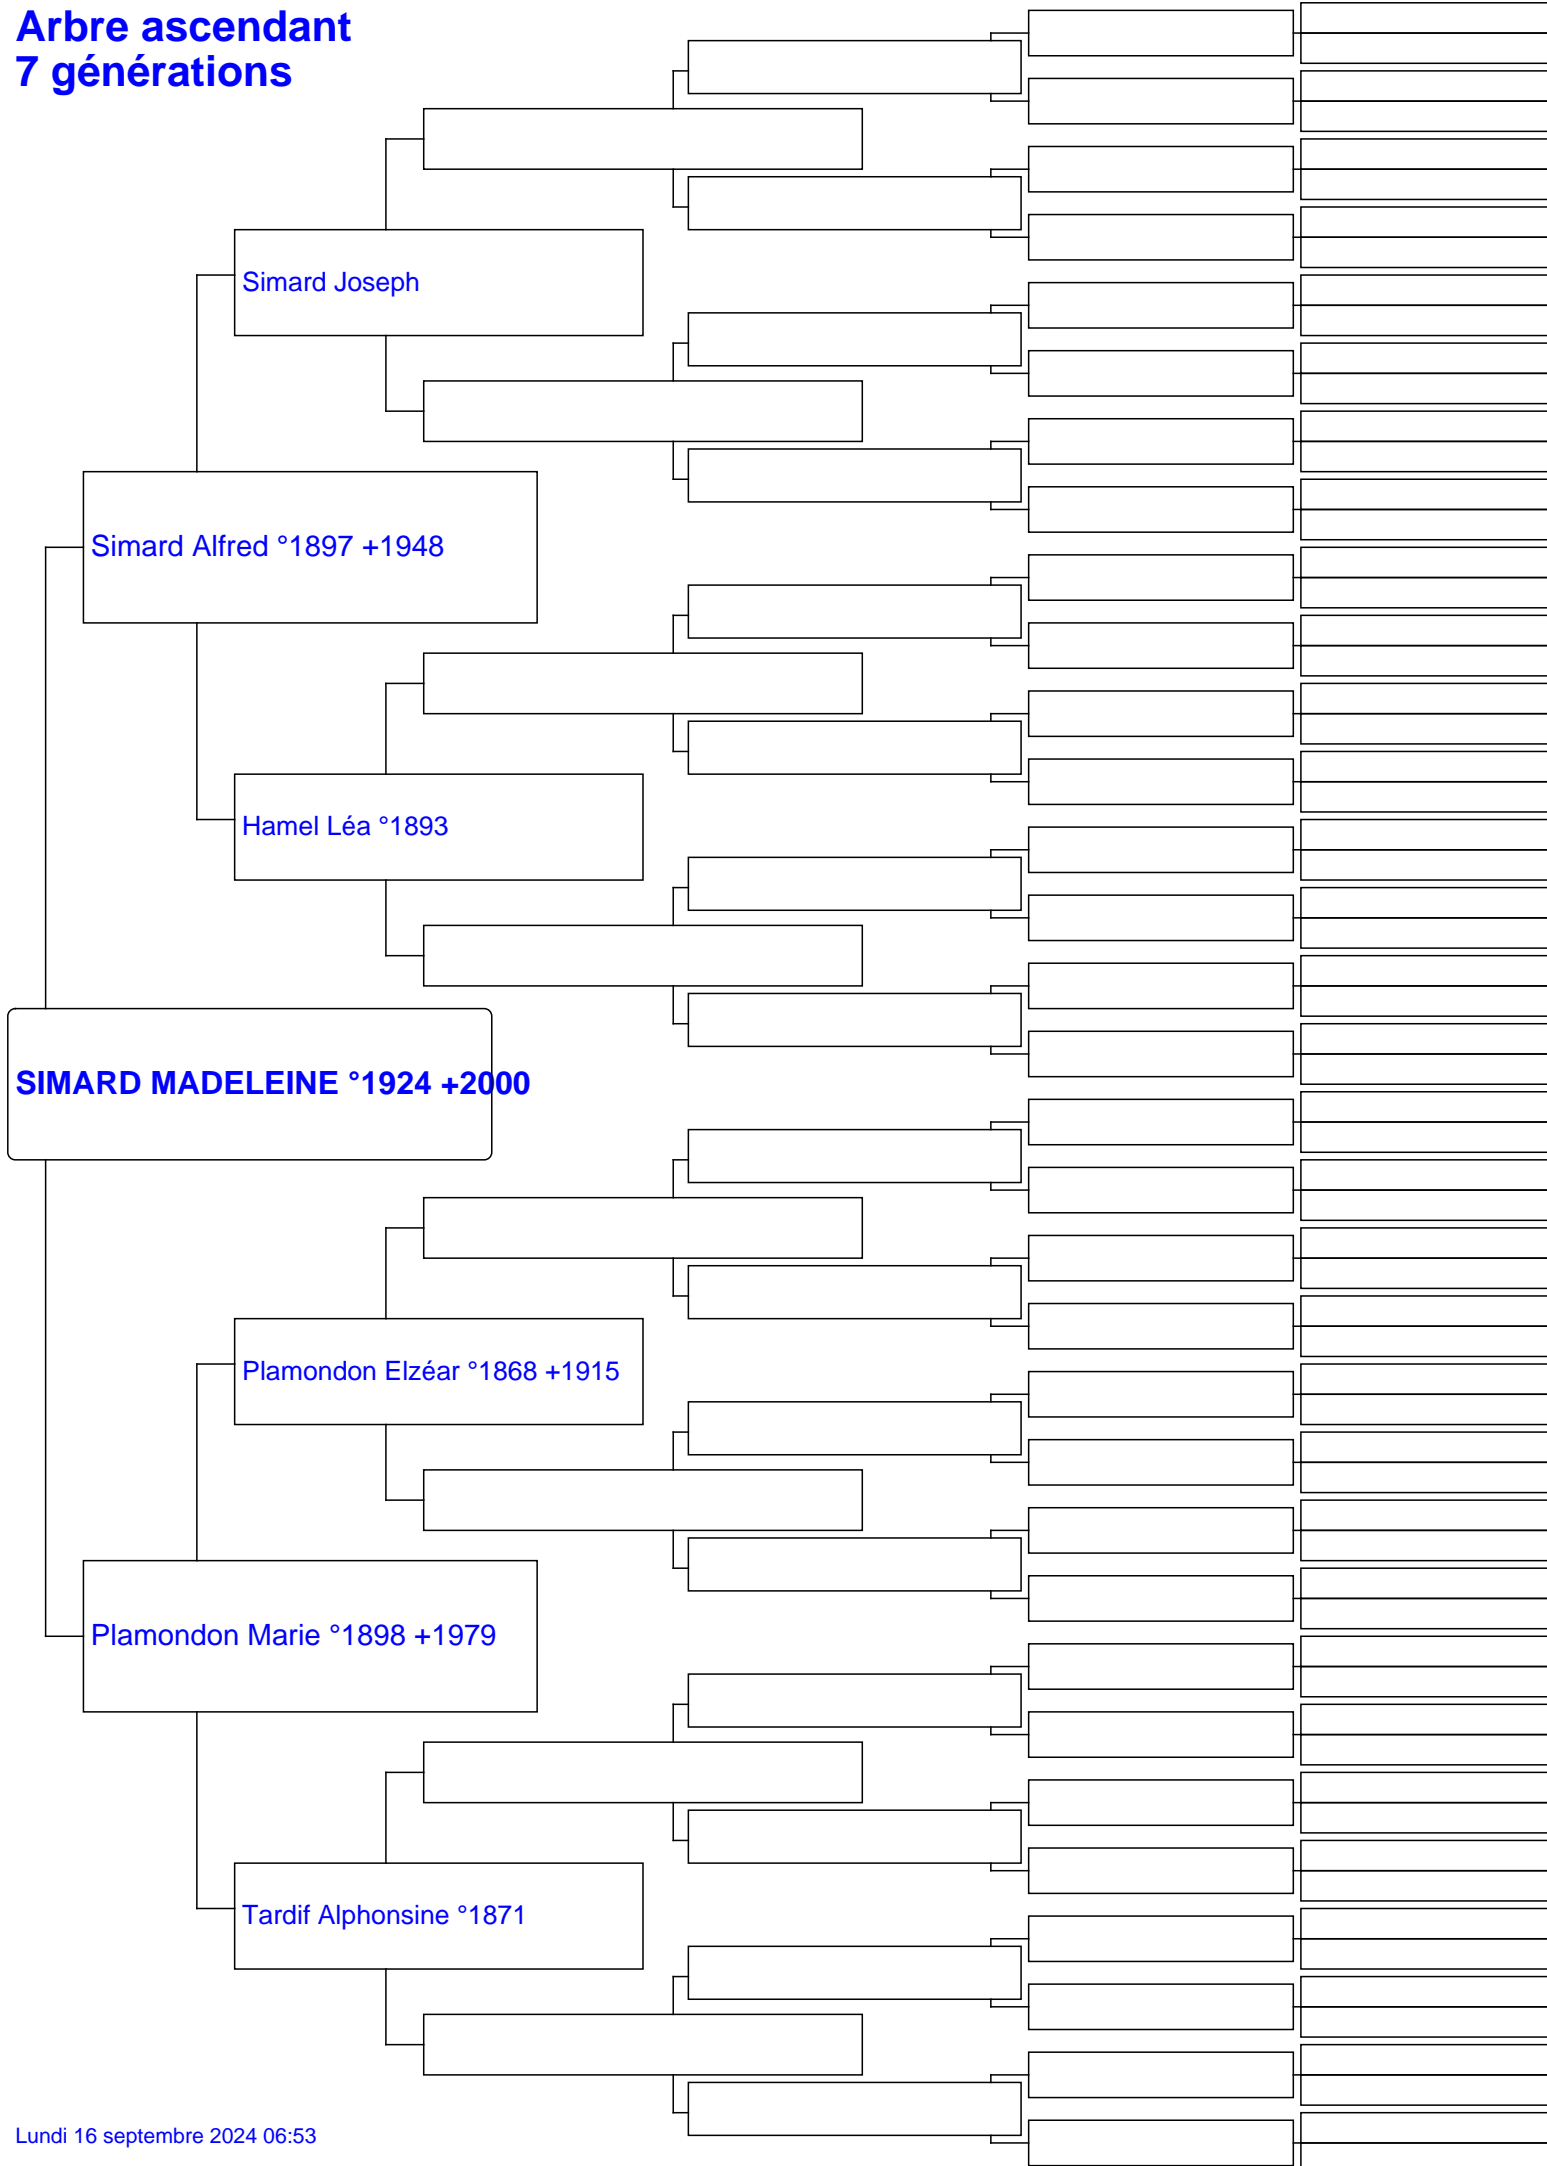 Arbre ascendant
7 générations
Simard Joseph
Simard Alfred °1897 +1948
Hamel Léa °1893
SIMARD MADELEINE °1924 +2000
Plamondon Elzéar °1868 +1915
Plamondon Marie °1898 +1979
Tardif Alphonsine °1871
Lundi 16 septembre 2024 06:53